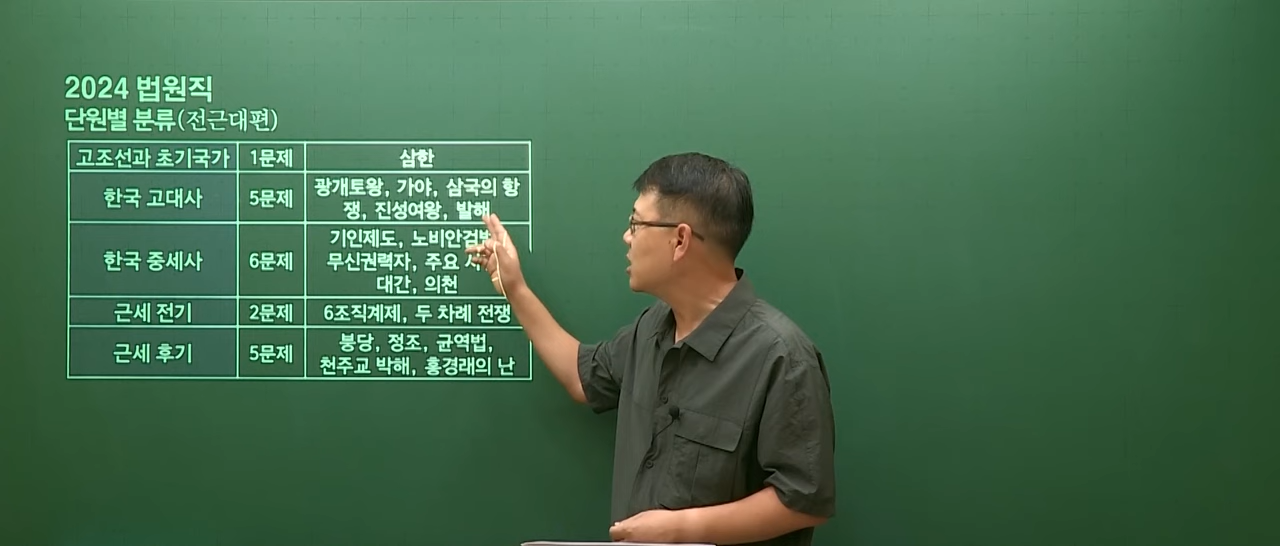 2024 법원직
단원별 분류(전근대편)
고조선과 초기국가 1문제 삼한
한국 고대사 5문제 광개토왕, 가야, 삼국의 항
쟁, 진성여왕, 발해
한국 중세사 6문제 기인제도, 노비안검
무신권력자, 주요
대간, 의천
근세 전기 2문제 6조직계제, 두 차례 전쟁
근세 후기 5문제 붕당, 정조, 균역법,
천주교 박해, 홍경래의 난